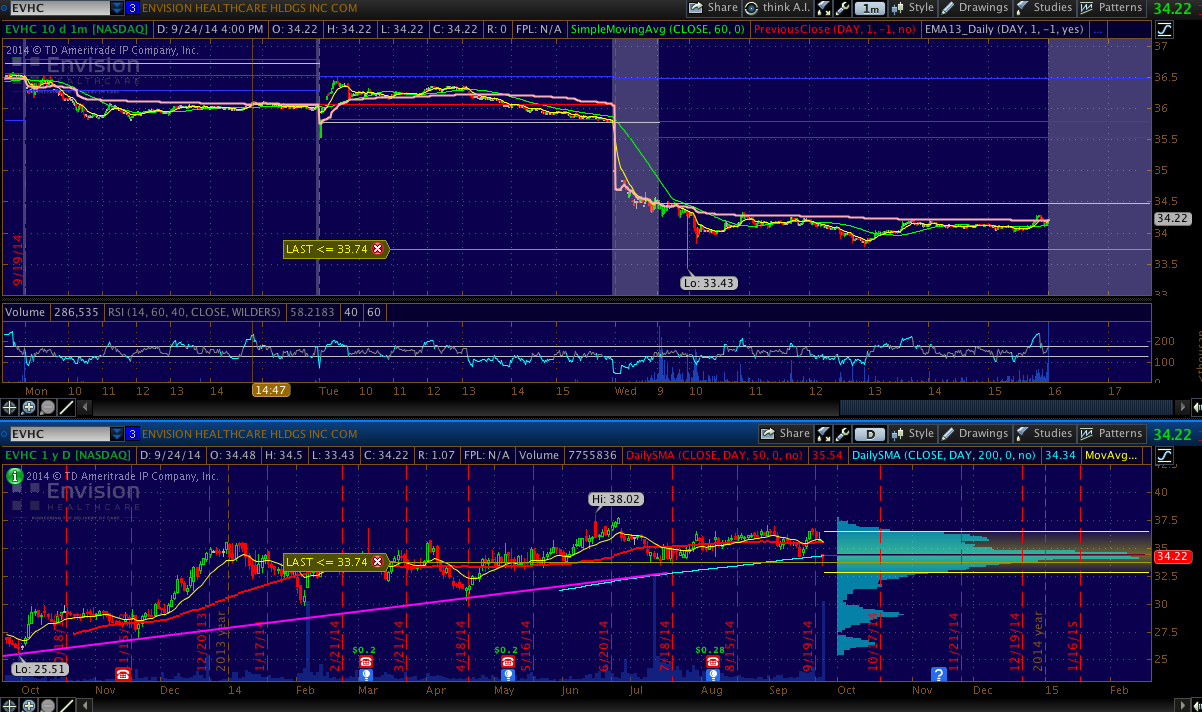 EVHC 3 ENVISION HEALTHCARE HLDGS INC COM Share think A.I. 1m Style Drawings Studies Patterns 34.22
EVHC 10 d 1m [NASDAQ] D: 9/24/14 4:00 PM O: 34.22 H: 34.22 L: 34.22 C: 34.22 R: 0 FPL: N/A SimpleMovingAvg (CLOSE, 60, 0) PreviousClose (DAY, 1, -1, no) EMA13_Daily (DAY, 1, -1, yes) ...
2014 © TD Ameritrade IP Company, Inc.
Envision
HEALTHCARE
37
36.5
36
35.5
35
34.5
34.22
34
33.5
33
9/19/14
LAST <= 33.74
Lo: 33.43
Volume 286,535 RSI (14, 60, 40, CLOSE, WILDERS) 58.2183 40 60
200
100
0
Mon 10 11 12 13 14 14:47 Tue 10 11 12 13 14 15 Wed 9 10 11 12 13 14 15 16 17
EVHC 3 ENVISION HEALTHCARE HLDGS INC COM Share D Style Drawings Studies Patterns 34.22
EVHC 1 y D [NASDAQ] D: 9/24/14 O: 34.48 H: 34.5 L: 33.43 C: 34.22 R: 1.07 FPL: N/A Volume 7755836 DailySMA (CLOSE, DAY, 50, 0, no) 35.54 DailySMA (CLOSE, DAY, 200, 0, no) 34.34 MovAvg...
i 2014 © TD Ameritrade IP Company, Inc.
Envision
HEALTHCARE
Hi: 38.02
40
37.5
35
34.22
32.5
30
27.5
25
LAST <= 33.74
12/20/13
2013 year
1/17/14
2/21/14
3/21/14
4/18/14
5/16/14
6/20/14
7/18/14
8/15/14
9/19/14
10/17/14
11/21/14
12/19/14
2014 year
1/16/15
$0.2
$0.2
$0.28
?
Lo: 25.51
Oct Nov Dec 14 Feb Mar Apr May Jun Jul Aug Sep Oct Nov Dec 15 Feb